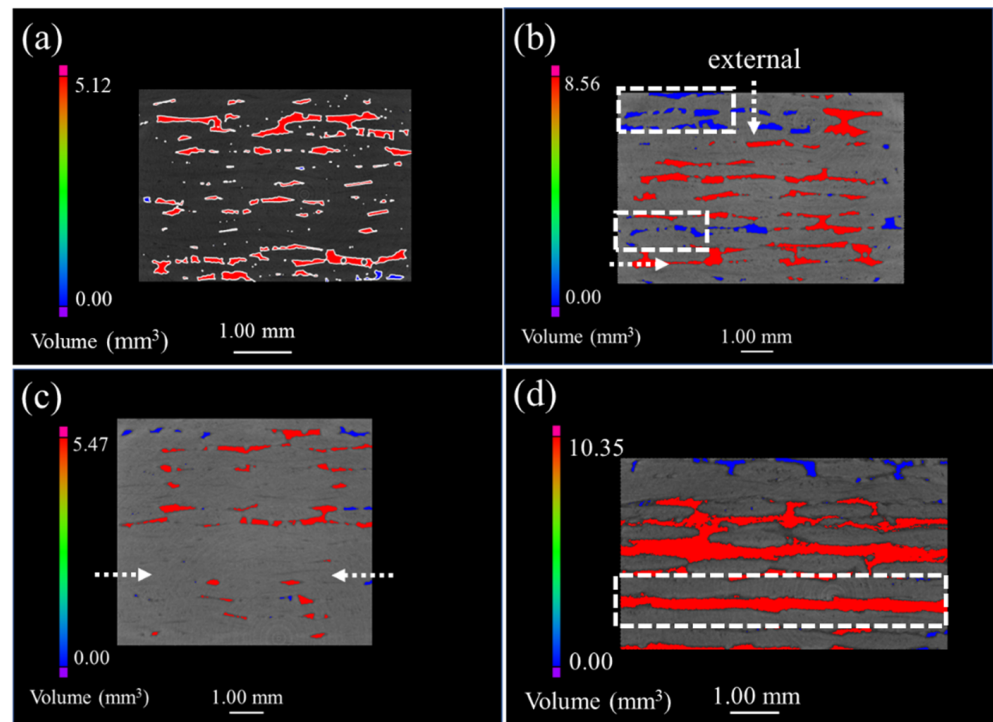 (a)
5.12
0.00
Volume (mm³)
1.00 mm
(b)
external
8.56
0.00
Volume (mm³)
1.00 mm
(c)
5.47
0.00
Volume (mm³)
1.00 mm
(d)
10.35
0.00
Volume (mm³)
1.00 mm